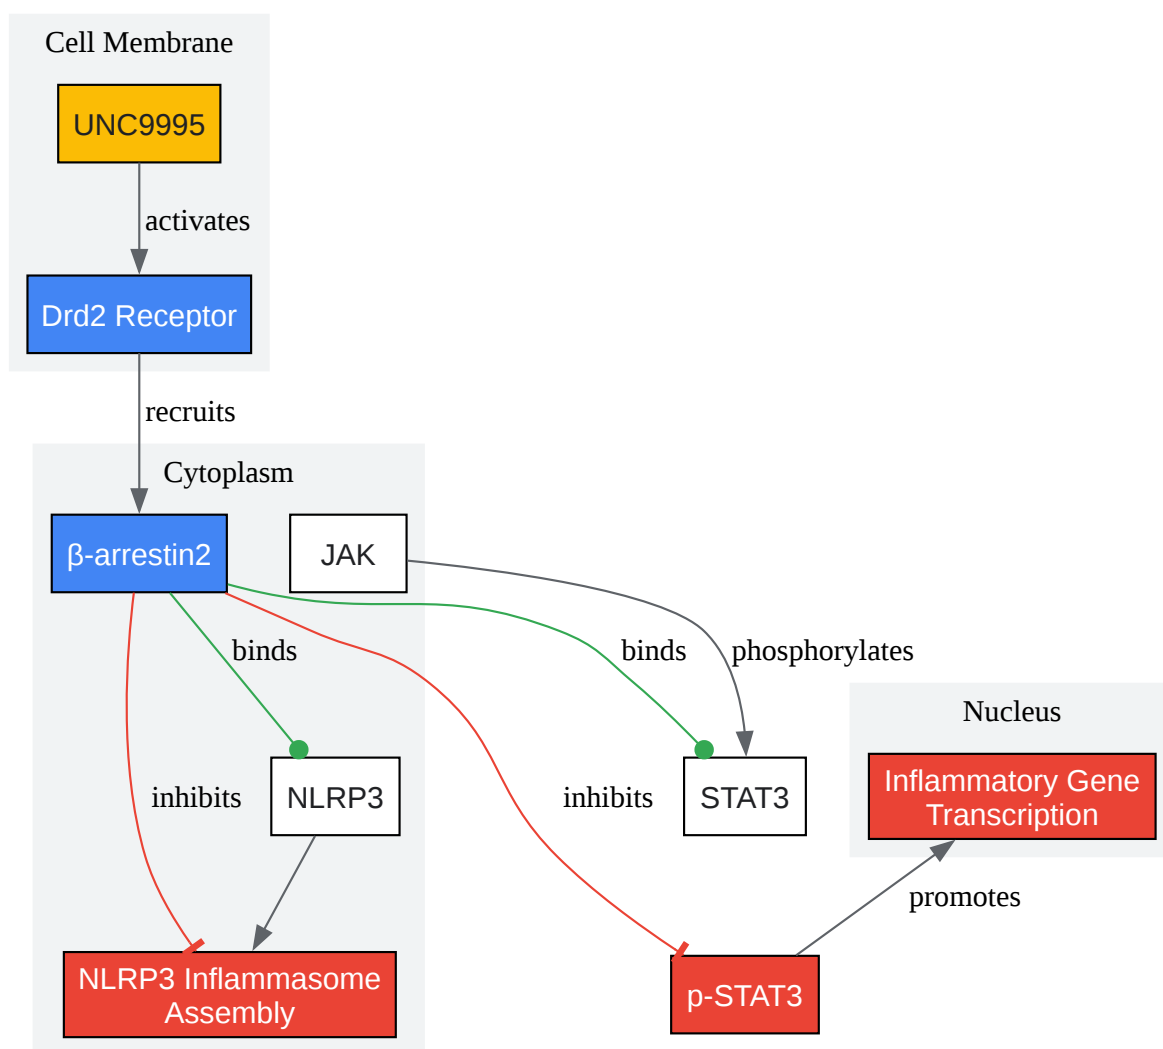 Cell Membrane
UNC9995
activates
Drd2 Receptor
recruits
Cytoplasm
β-arrestin2
JAK
binds
binds
phosphorylates
Nucleus
inhibits
NLRP3
inhibits
STAT3
Inflammatory Gene
Transcription
promotes
NLRP3 Inflammasome
Assembly
p-STAT3